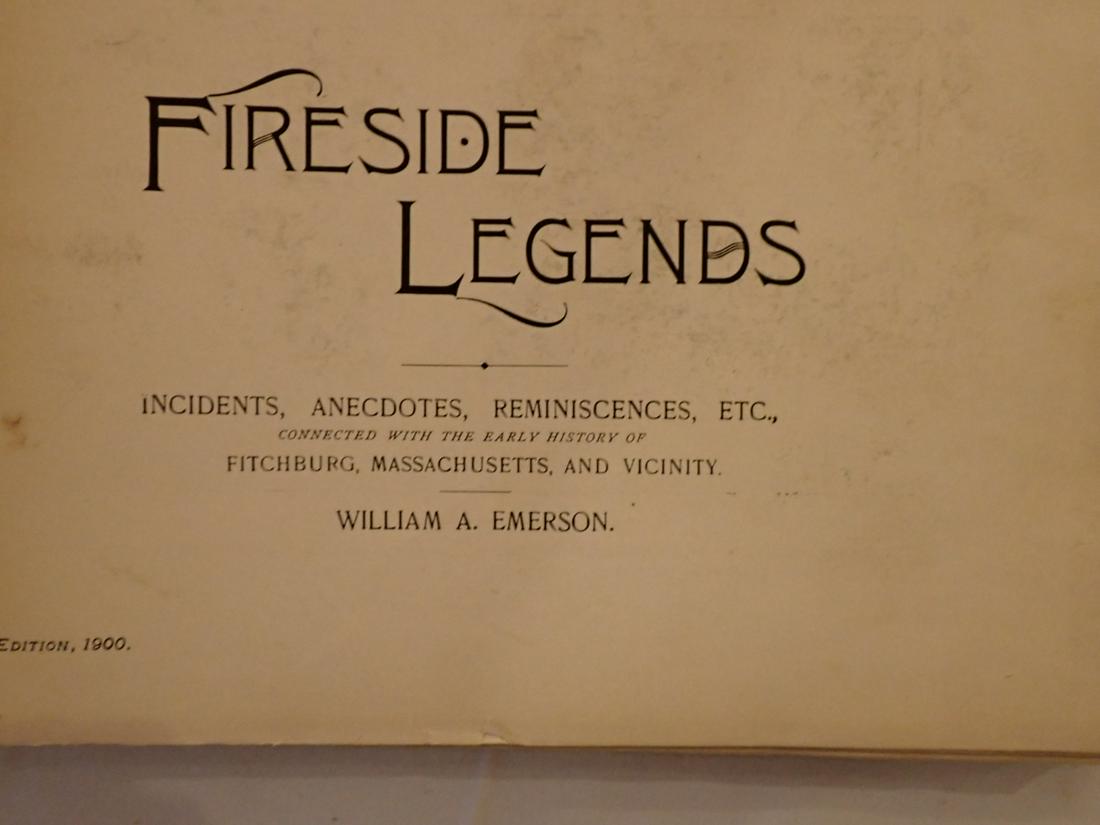 FIRESIDE
LEGENDS
INCIDENTS, ANECDOTES, REMINISCENCES, ETC.,
CONNECTED WITH THE EARLY HISTORY OF
FITCHBURG, MASSACHUSETTS, AND VICINITY.
WILLIAM A. EMERSON.
EDITION, 1900.